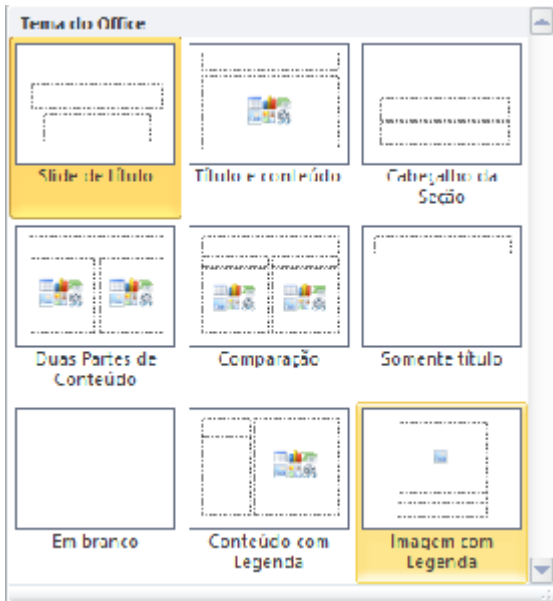 Tema do Office
Slide de título
Título e conteúdo
Cabeçalho da
Seção
Duas Partes de
Conteúdo
Comparação
Somente título
Em branco
Conteúdo com
Legenda
Imagem com
Legenda